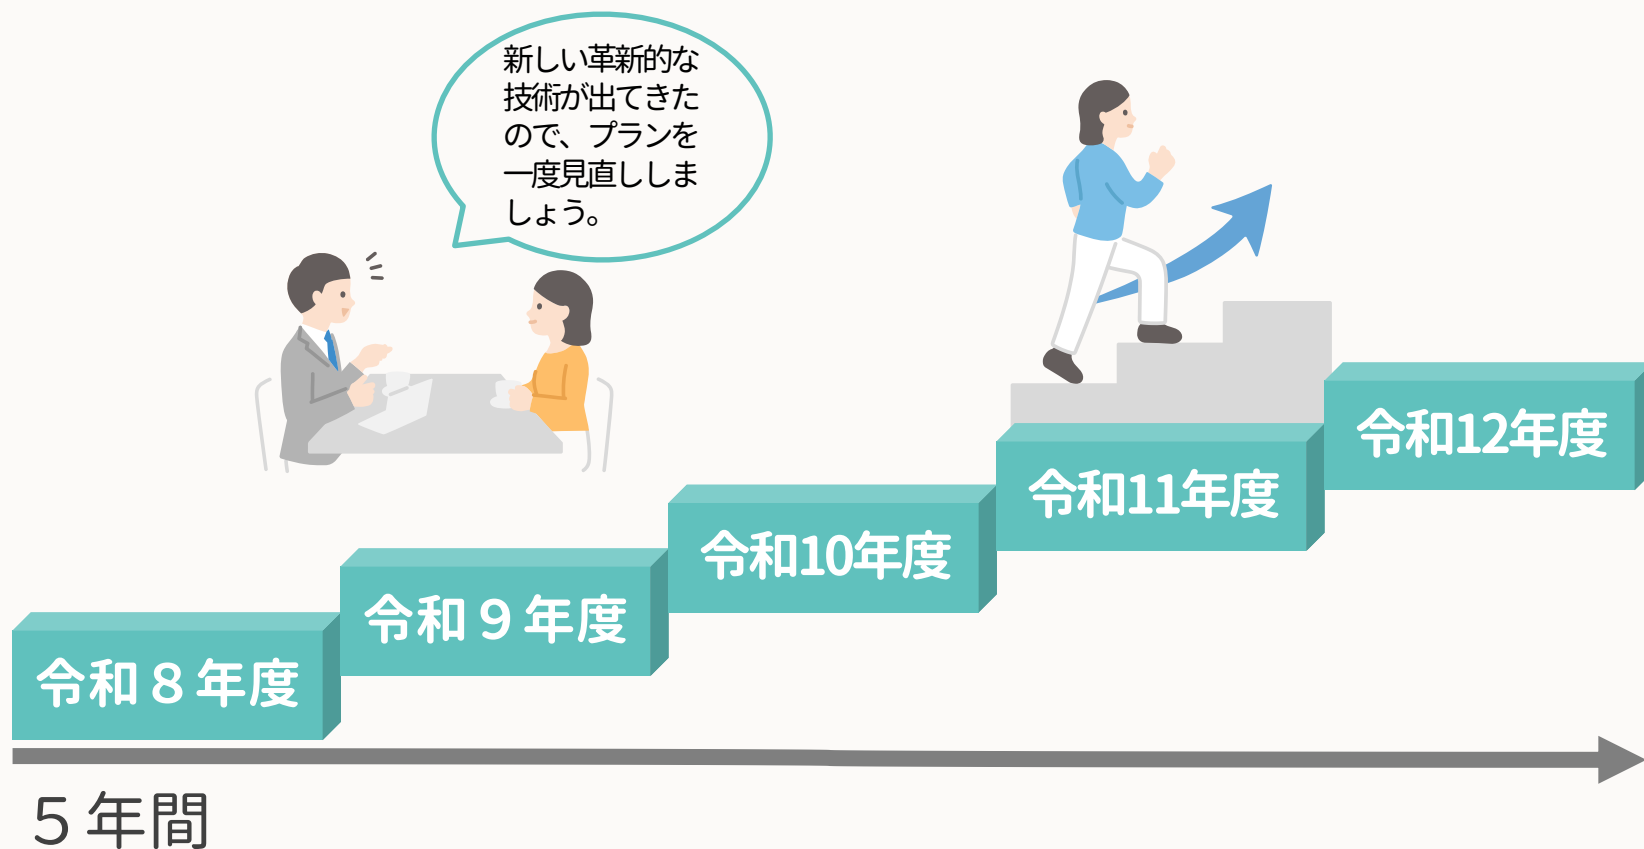 新しい革新的な
技術が出てきた
ので、プランを
一度見直ししま
しょう。
令和12年度
令和11年度
令和10年度
令和９年度
令和８年度
５年間